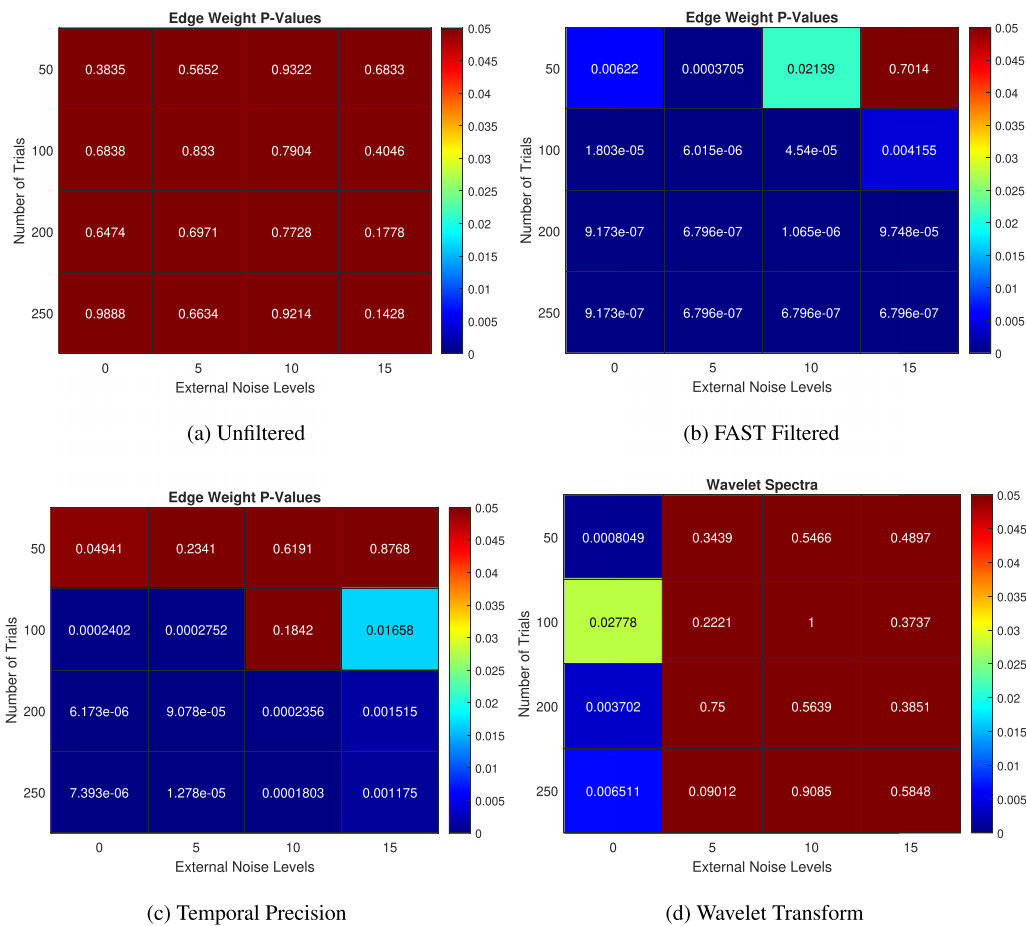 Edge Weight P-Values
Number of Trials
50 0.3835 0.5652 0.9322 0.6833
100 0.6838 0.833 0.7904 0.4046
200 0.6474 0.6971 0.7728 0.1778
250 0.9888 0.6634 0.9214 0.1428
0 5 10 15
External Noise Levels
0.05
0.045
0.04
0.035
0.03
0.025
0.02
0.015
0.01
0.005
0
(a) Unfiltered
Edge Weight P-Values
Number of Trials
50 0.00622 0.0003705 0.02139 0.7014
100 1.803e-05 6.015e-06 4.54e-05 0.004155
200 9.173e-07 6.796e-07 1.065e-06 9.748e-05
250 9.173e-07 6.796e-07 6.796e-07 6.796e-07
0 5 10 15
External Noise Levels
0.05
0.045
0.04
0.035
0.03
0.025
0.02
0.015
0.01
0.005
0
(b) FAST Filtered
Edge Weight P-Values
Number of Trials
50 0.04941 0.2341 0.6191 0.8768
100 0.0002402 0.0002752 0.1842 0.01658
200 6.173e-06 9.078e-05 0.0002356 0.001515
250 7.393e-06 1.278e-05 0.0001803 0.001175
0 5 10 15
External Noise Levels
0.05
0.045
0.04
0.035
0.03
0.025
0.02
0.015
0.01
0.005
0
(c) Temporal Precision
Wavelet Spectra
Number of Trials
50 0.0008049 0.3439 0.5466 0.4897
100 0.02778 0.2221 1 0.3737
200 0.003702 0.75 0.5639 0.3851
250 0.006511 0.09012 0.9085 0.5848
0 5 10 15
External Noise Levels
0.05
0.045
0.04
0.035
0.03
0.025
0.02
0.015
0.01
0.005
0
(d) Wavelet Transform